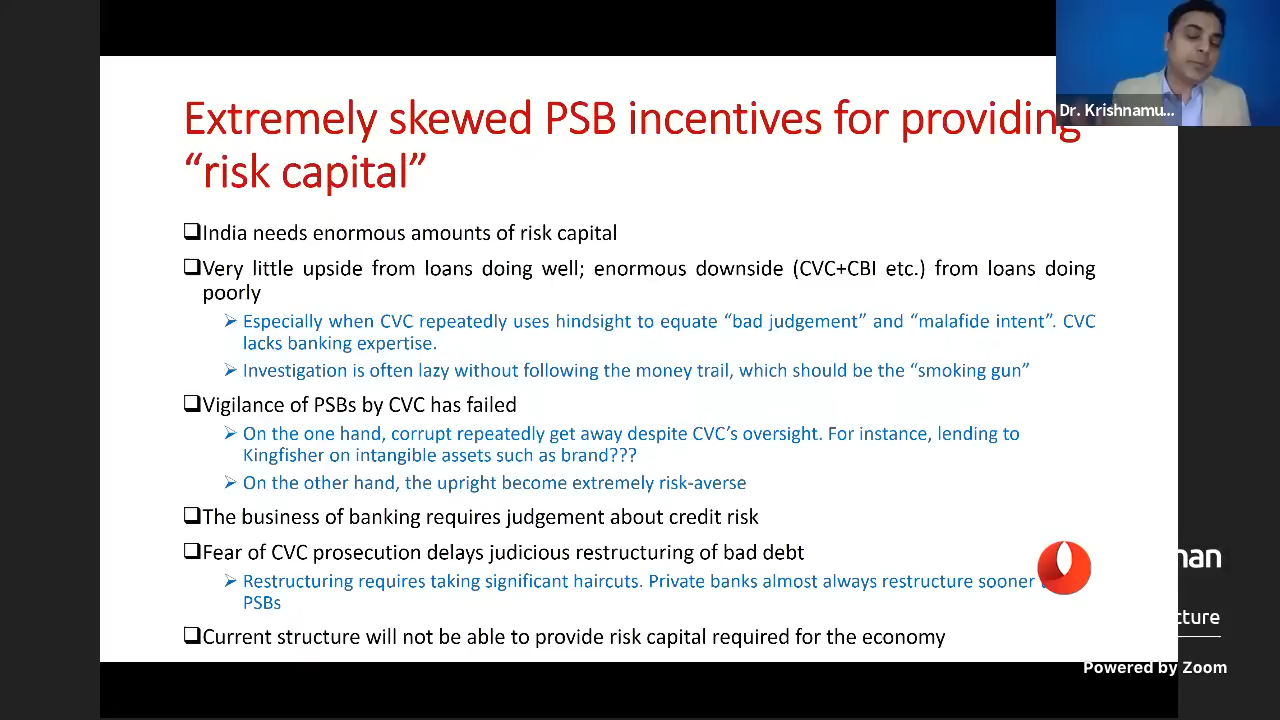 Dr. Krishnamu...
Extremely skewed PSB incentives for providing
“risk capital”
India needs enormous amounts of risk capital
Very little upside from loans doing well; enormous downside (CVC+CBI etc.) from loans doing
poorly
Especially when CVC repeatedly uses hindsight to equate “bad judgement” and “malafide intent”. CVC
lacks banking expertise.
Investigation is often lazy without following the money trail, which should be the “smoking gun”
Vigilance of PSBs by CVC has failed
On the one hand, corrupt repeatedly get away despite CVC’s oversight. For instance, lending to
Kingfisher on intangible assets such as brand???
On the other hand, the upright become extremely risk-averse
The business of banking requires judgement about credit risk
Fear of CVC prosecution delays judicious restructuring of bad debt
Restructuring requires taking significant haircuts. Private banks almost always restructure sooner
PSBs
Current structure will not be able to provide risk capital required for the economy
nan
cture
Powered by Zoom